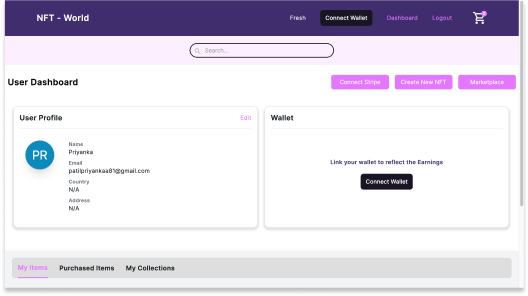 NFT - World
Fresh
Connect Wallet
Dashboard
Logout
Search...
User Dashboard
Connect Stripe
Create New NFT
Marketplace
User Profile
Edit
PR
Name
Priyanka
Email
patilpriyankaa81@gmail.com
Country
N/A
Address
N/A
Wallet
Link your wallet to reflect the Earnings
Connect Wallet
My Items
Purchased Items
My Collections